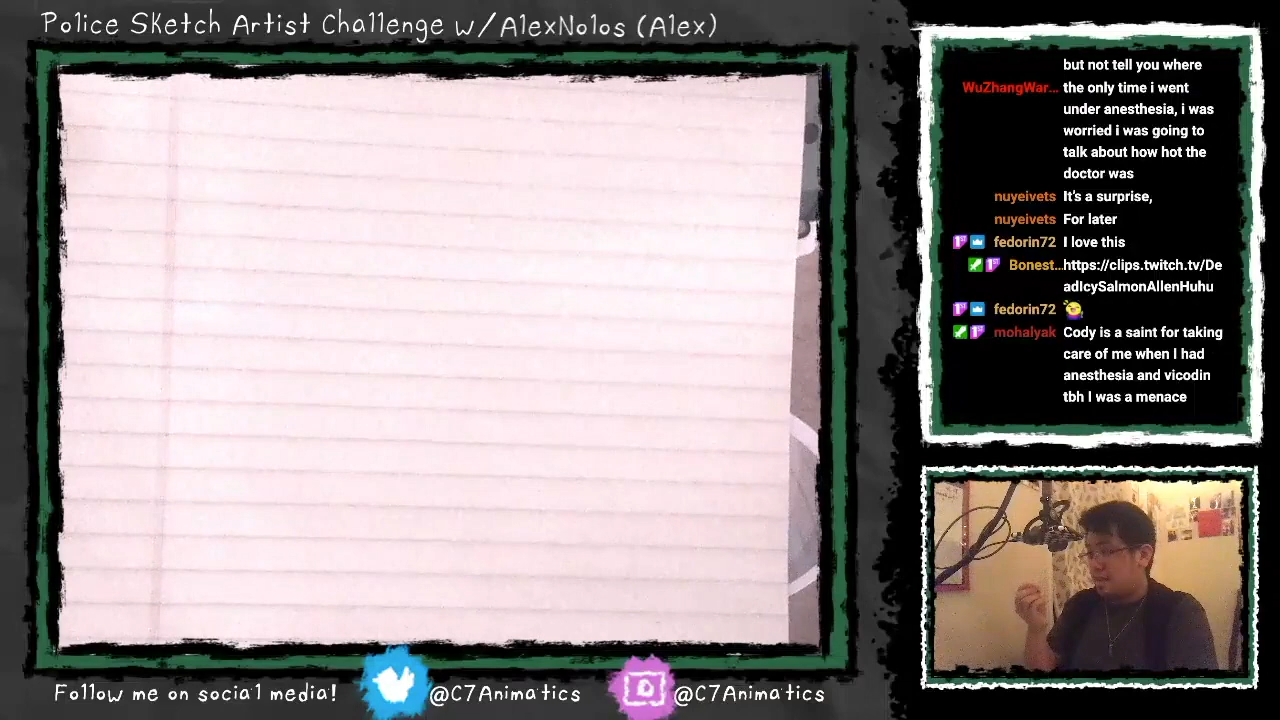 Police Sketch Artist Challenge w/AlexNolos (Alex)
but not tell you where
WuZhangWar... the only time i went
under anesthesia, i was
worried i was going to
talk about how hot the
doctor was
nuyeivets It's a surprise,
nuyeivets For later
fedorin72 I love this
Bonest... https://clips.twitch.tv/De
adIcySalmonAllenHuhu
fedorin72
mohalyak Cody is a saint for taking
care of me when I had
anesthesia and vicodin
tbh I was a menace
Follow me on social media! @C7Animatics @C7Animatics